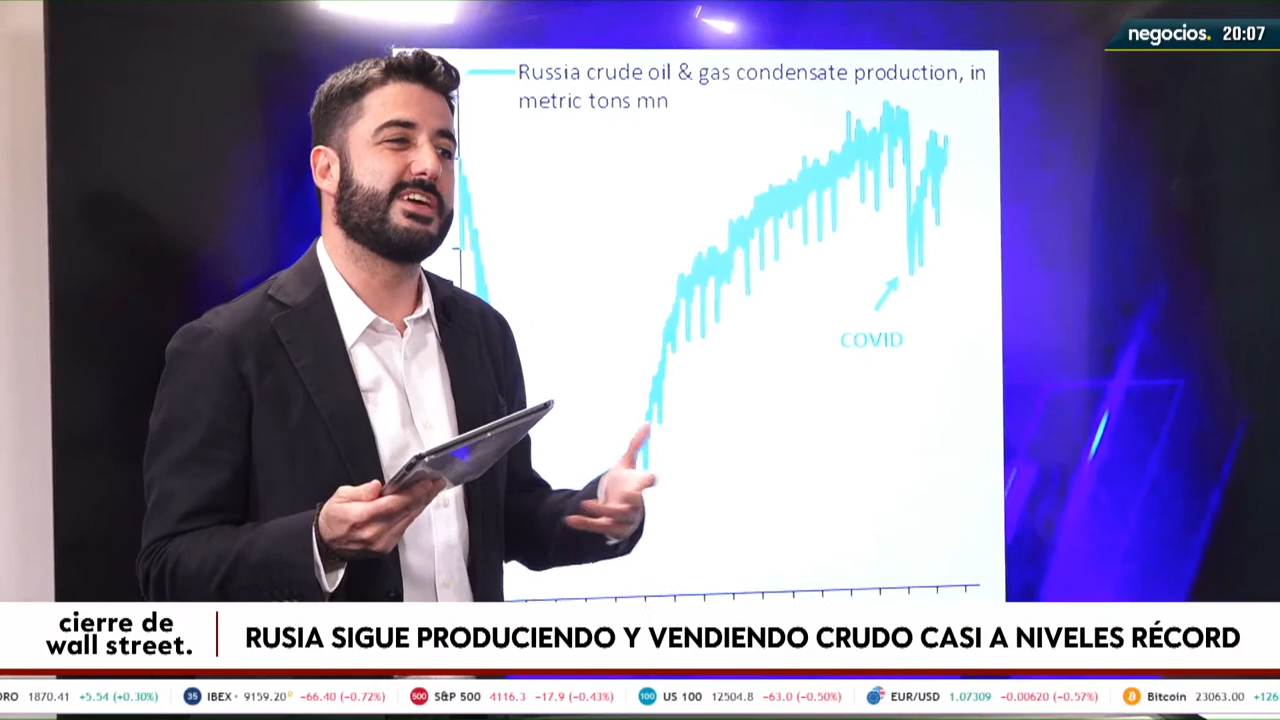 negocios. 20:07
Russia crude oil & gas condensate production, in
metric tons mn
COVID
cierre de
wall street.
RUSIA SIGUE PRODUCIENDO Y VENDIENDO CRUDO CASI A NIVELES RÉCORD
ORO 1870.41 +5.54 (+0.30%) 35 IBEX 9159.20 -66.40 (-0.72%) 500 S&P 500 4116.3 -17.9 (-0.43%) 100 US 100 12504.8 -63.0 (-0.50%) EUR/USD 1.07309 -0.00620 (-0.57%) Bitcoin 23063.00 +126